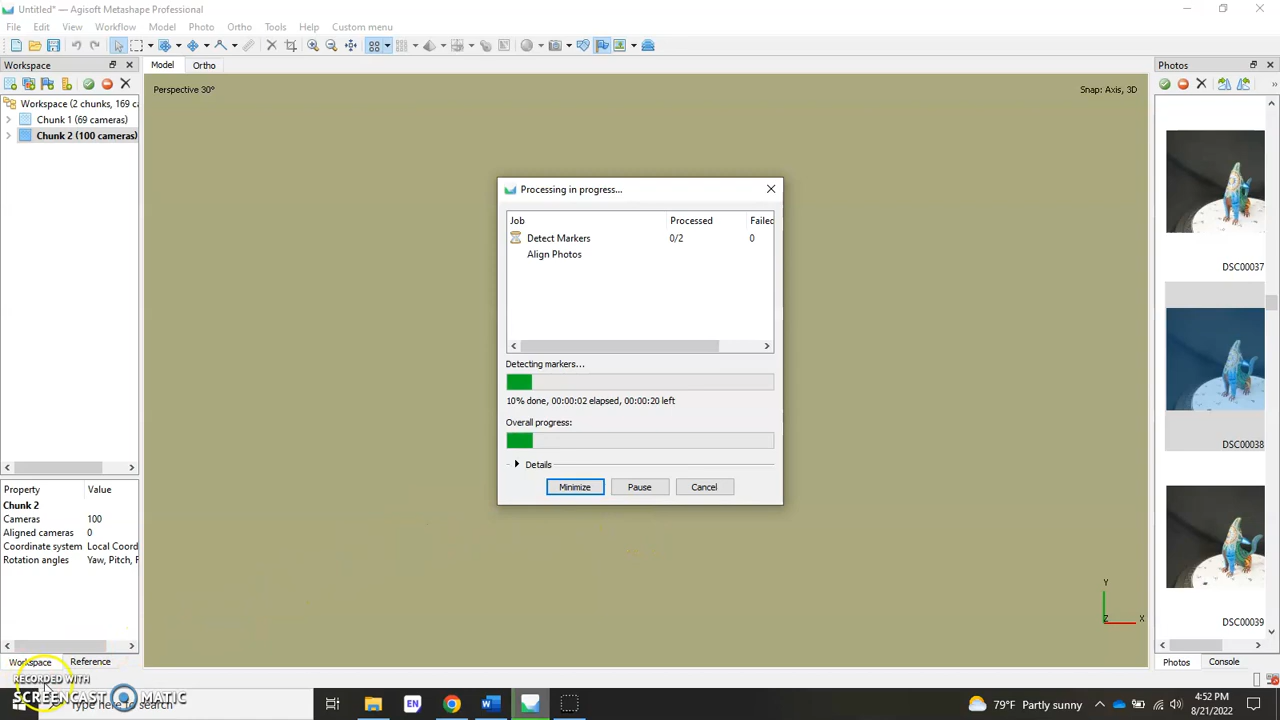 Untitled* — Agisoft Metashape Professional
File Edit View Workflow Model Photo Ortho Tools Help Custom menu
Workspace
Model Ortho
Photos
»
Perspective 30°
Snap: Axis, 3D
Workspace (2 chunks, 169 ca
Chunk 1 (69 cameras)
Chunk 2 (100 cameras)
Processing in progress...
Job Processed Failed
Detect Markers 0/2 0
Align Photos
Detecting markers...
10% done, 00:00:02 elapsed, 00:00:20 left
Overall progress:
Details
Minimize Pause Cancel
DSC00037
DSC00038
DSC00039
Property Value
Chunk 2
Cameras 100
Aligned cameras 0
Coordinate system Local Coord
Rotation angles Yaw, Pitch, R
Y
Z X
Workspace Reference
Photos Console
RECORDED WITH
SCREENCAST MATIC
Type here to search
EN
79°F Partly sunny
4:52 PM
8/21/2022